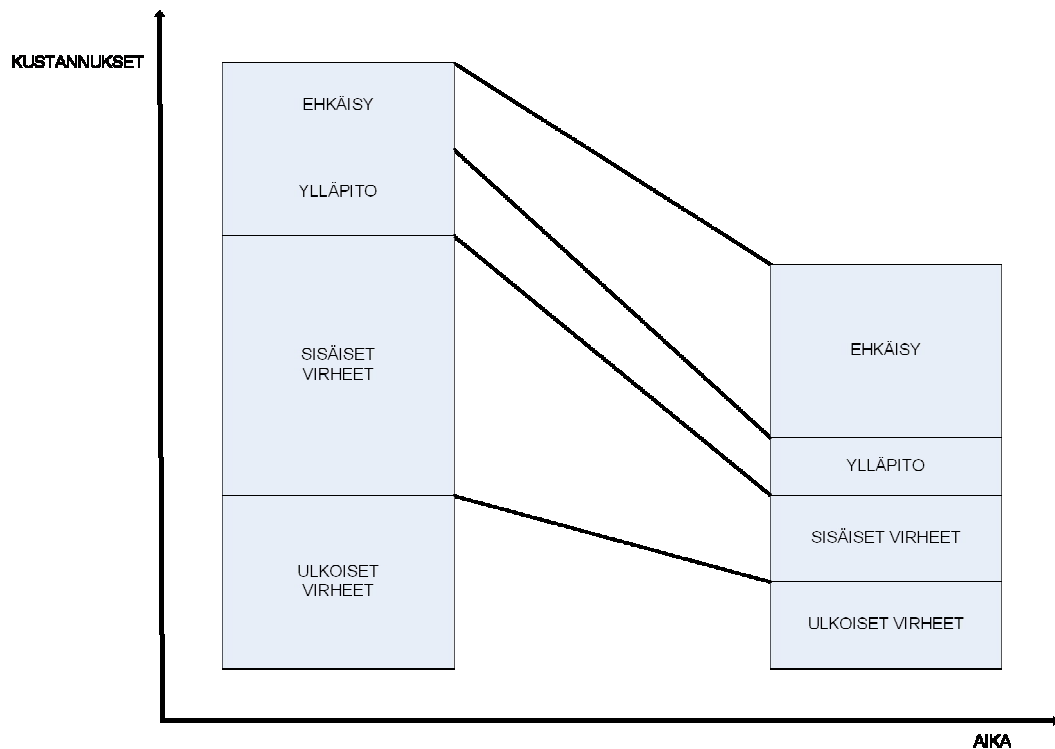 KUSTANNUKSET
EHKÄISY
YLLÄPITO
SISÄISET
VIRHEET
ULKOISET
VIRHEET
EHKÄISY
YLLÄPITO
SISÄISET VIRHEET
ULKOISET VIRHEET
AIKA